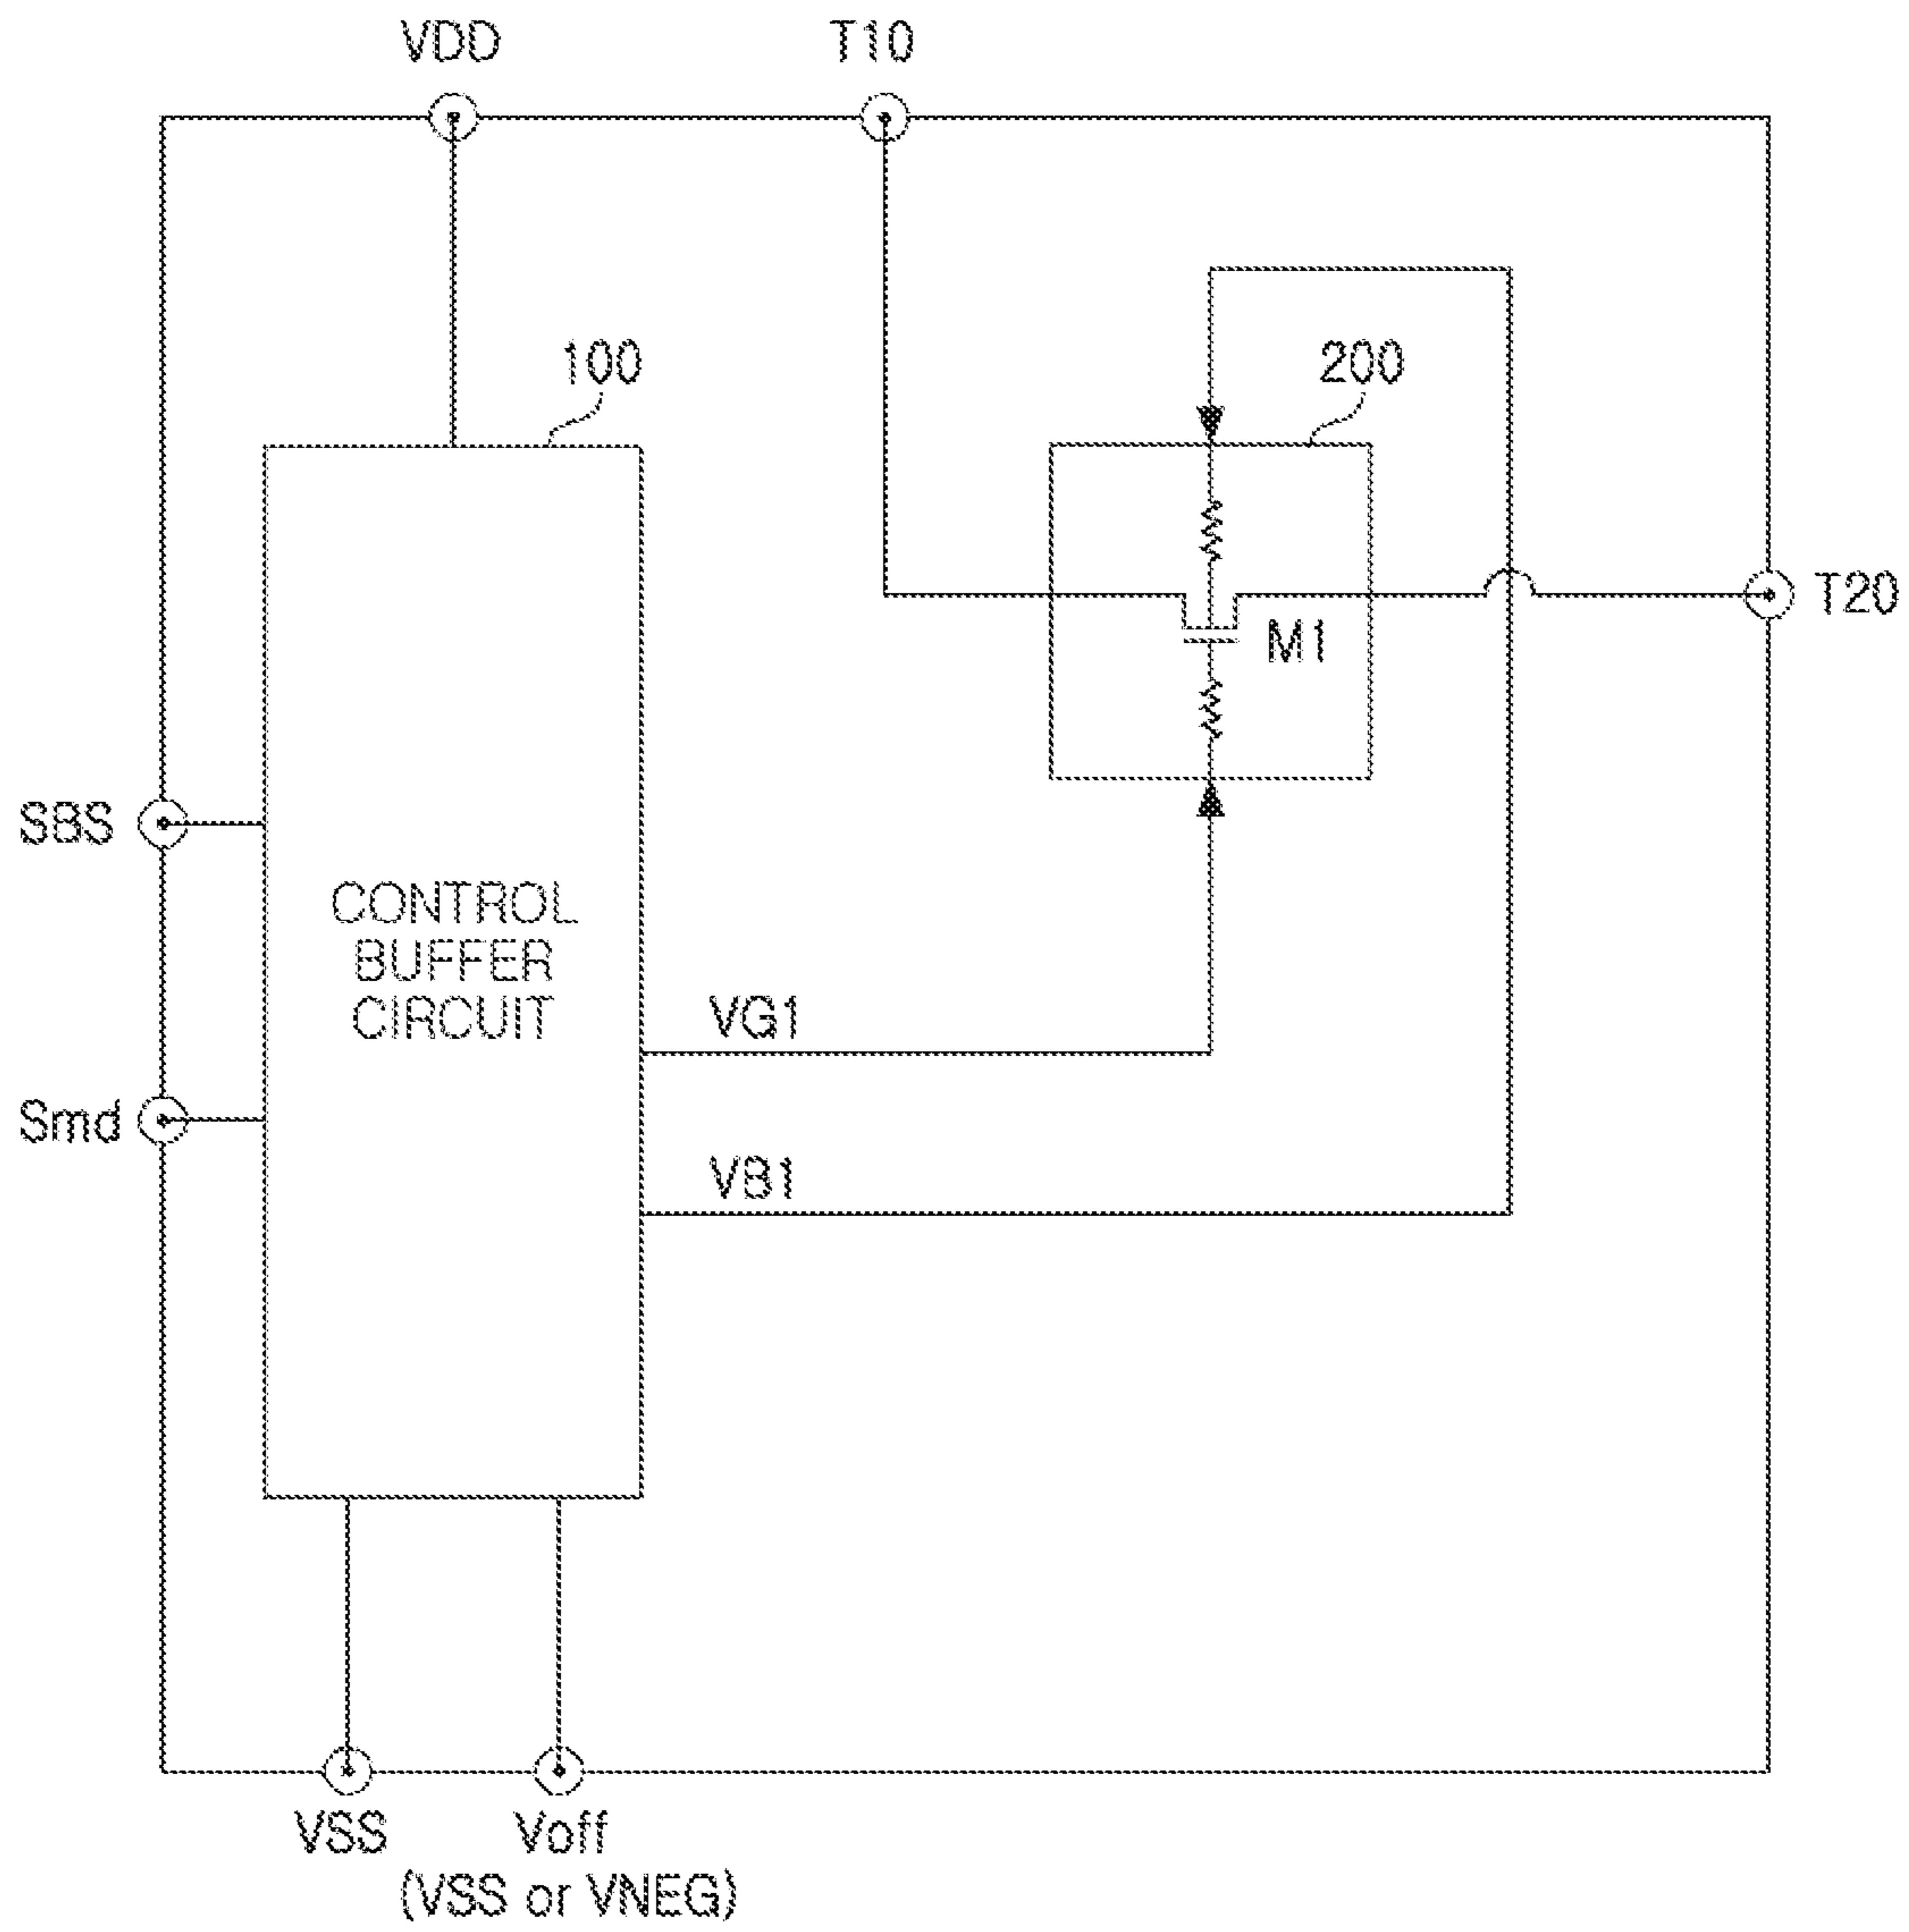 VDD
T10
100
200
T20
M1
SBS
CONTROL
BUFFER
CIRCUIT
VG1
Smd
VB1
VSS
Voff
(VSS or VNEG)